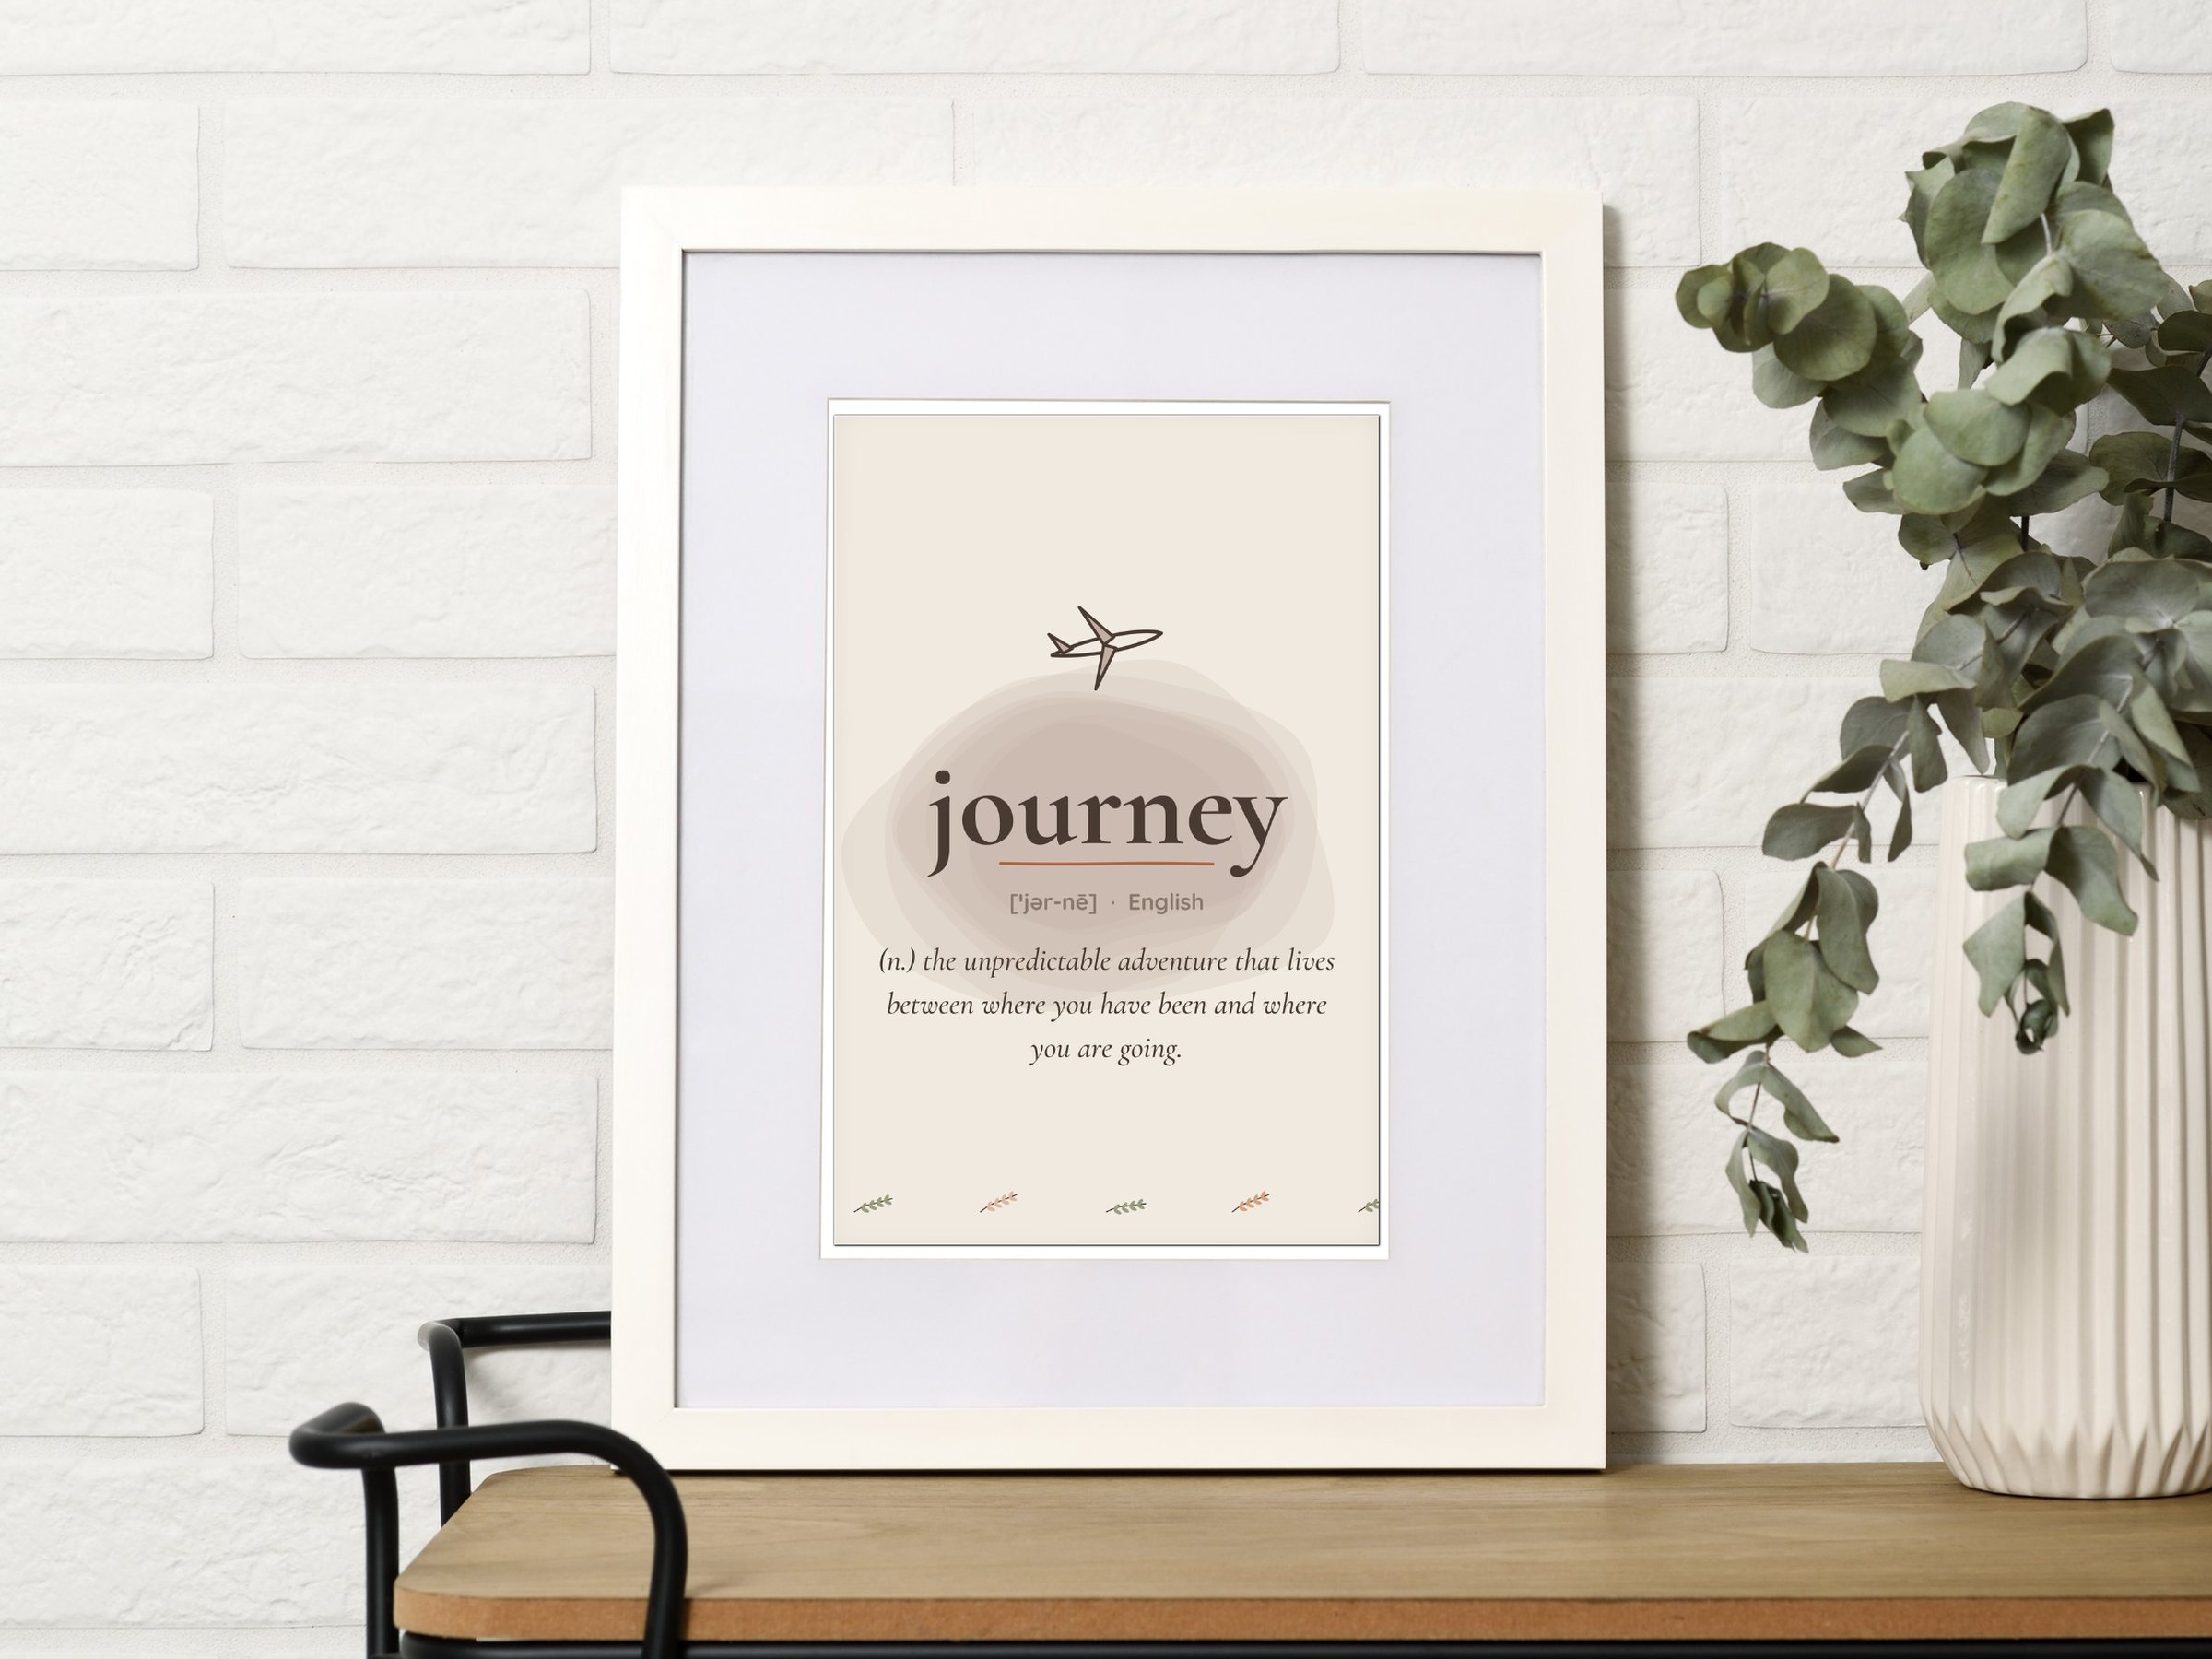 journey
['jər-nē] · English
(n.) the unpredictable adventure that lives
between where you have been and where
you are going.